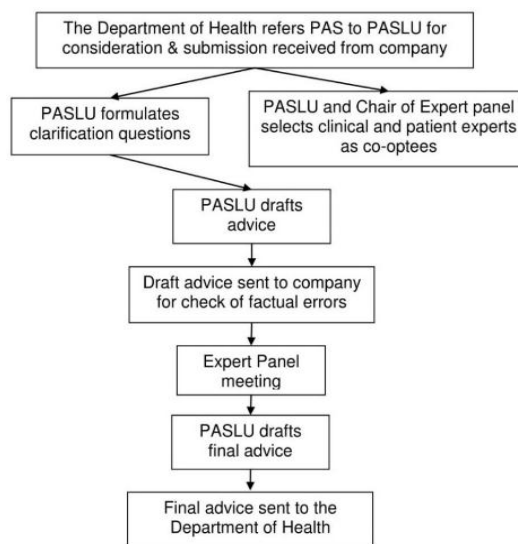 The Department of Health refers PAS to PASLU for
consideration & submission received from company
PASLU formulates
clarification questions
PASLU and Chair of Expert panel
selects clinical and patient experts
as co-optees
PASLU drafts
advice
Draft advice sent to company
for check of factual errors
Expert Panel
meeting
PASLU drafts
final advice
Final advice sent to the
Department of Health